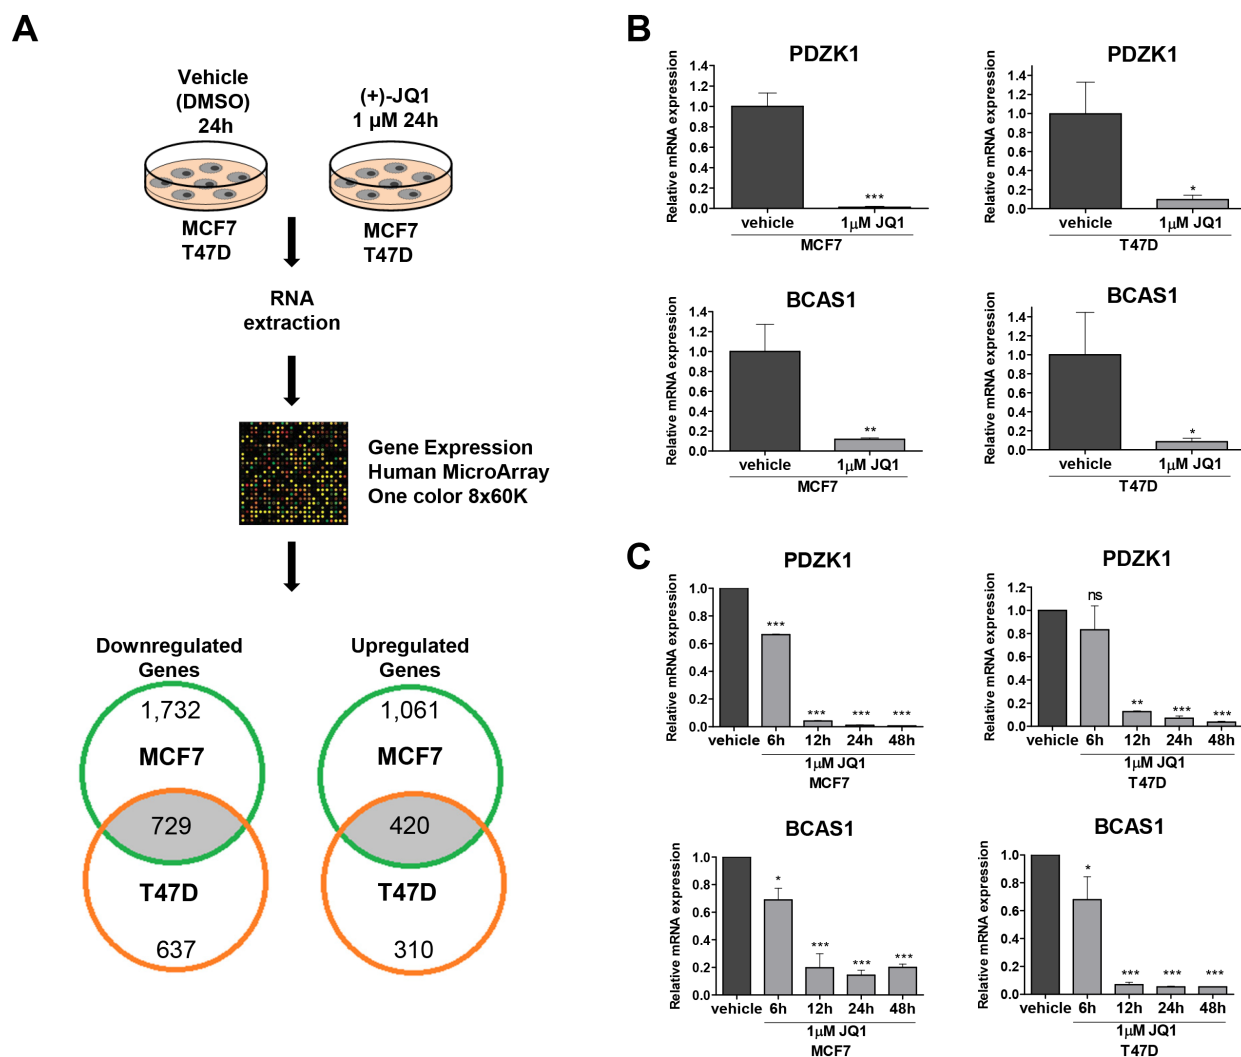 A
Vehicle
(DMSO)
24h
(+)-JQ1
1 µM 24h
MCF7
T47D
MCF7
T47D
RNA
extraction
Gene Expression
Human MicroArray
One color 8x60K
Downregulated
Genes
1,732
MCF7
729
T47D
637
Upregulated
Genes
1,061
MCF7
420
T47D
310
B
PDZK1
Relative mRNA expression
1.4
1.2
1.0
0.8
0.6
0.4
0.2
0.0
***
vehicle
1µM JQ1
MCF7
PDZK1
Relative mRNA expression
1.4
1.2
1.0
0.8
0.6
0.4
0.2
0.0
*
vehicle
1µM JQ1
T47D
BCAS1
Relative mRNA expression
1.4
1.2
1.0
0.8
0.6
0.4
0.2
0.0
**
vehicle
1µM JQ1
MCF7
BCAS1
Relative mRNA expression
1.4
1.2
1.0
0.8
0.6
0.4
0.2
0.0
*
vehicle
1µM JQ1
T47D
C
PDZK1
Relative mRNA expression
1.0
0.8
0.6
0.4
0.2
0.0
***
***
***
***
vehicle
6h
12h
24h
48h
1µM JQ1
MCF7
PDZK1
Relative mRNA expression
1.2
1.0
0.8
0.6
0.4
0.2
0.0
ns
**
***
***
vehicle
6h
12h
24h
48h
1µM JQ1
T47D
BCAS1
Relative mRNA expression
1.0
0.8
0.6
0.4
0.2
0.0
*
***
***
***
vehicle
6h
12h
24h
48h
1µM JQ1
MCF7
BCAS1
Relative mRNA expression
1.0
0.8
0.6
0.4
0.2
0.0
*
***
***
***
vehicle
6h
12h
24h
48h
1µM JQ1
T47D